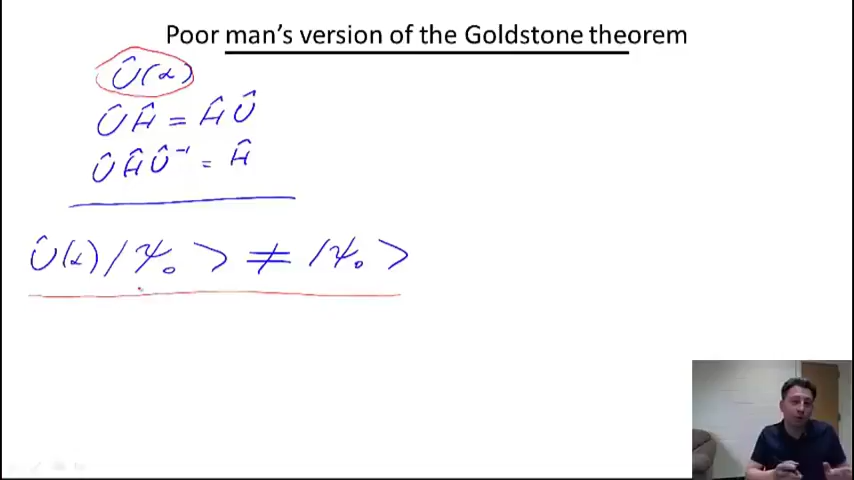 Poor man's version of the Goldstone theorem
Û(α)
ÛĤ = ĤÛ
ÛĤÛ⁻¹ = Ĥ
Û(α)|ψ₀> ≠ |ψ₀>